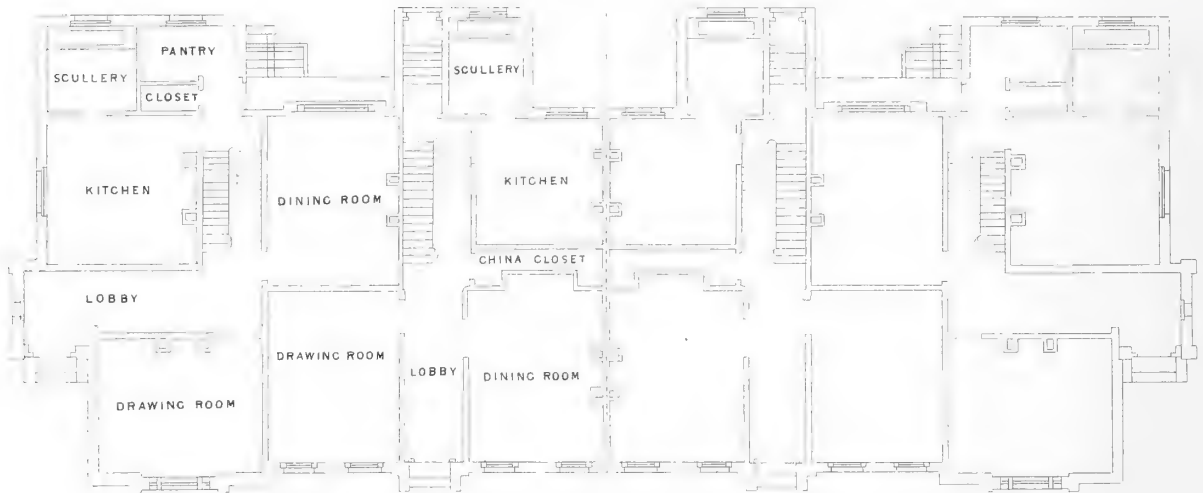 PANTRY
SCULLERY
CLOSET
SCULLERY
KITCHEN
DINING ROOM
KITCHEN
CHINA CLOSET
LOBBY
DRAWING ROOM
LOBBY
DINING ROOM
DRAWING ROOM